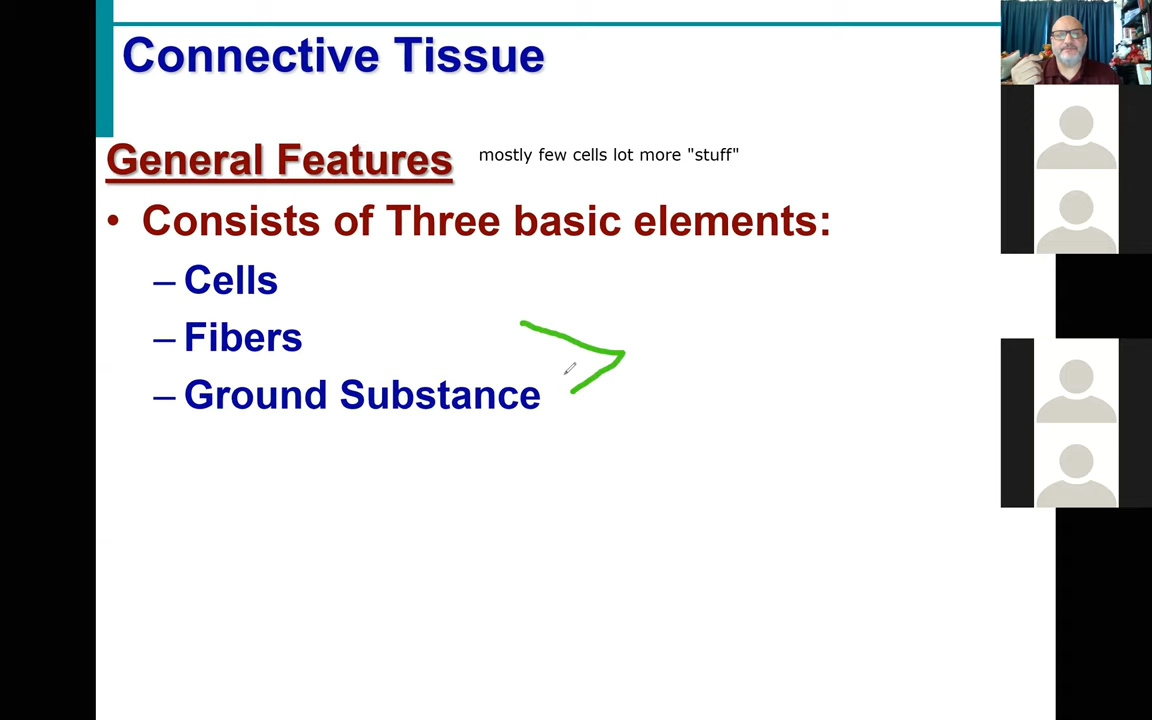 Connective Tissue
General Features
mostly few cells lot more "stuff"
• Consists of Three basic elements:
– Cells
– Fibers
– Ground Substance